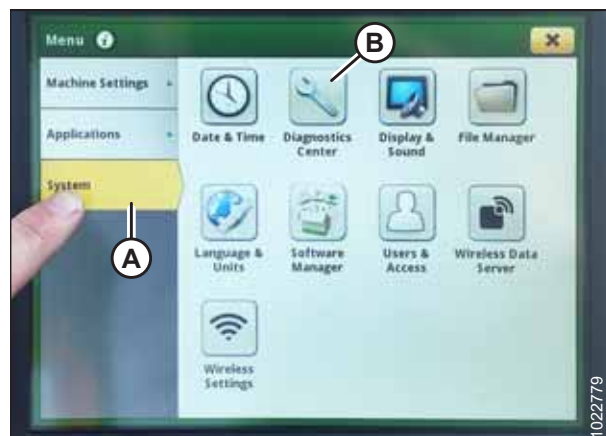 Menu
B
Machine Settings
Applications
System
A
Date & Time
Diagnostics
Center
Display &
Sound
File Manager
Language &
Units
Software
Manager
Users &
Access
Wireless Data
Server
Wireless
Settings
1022779